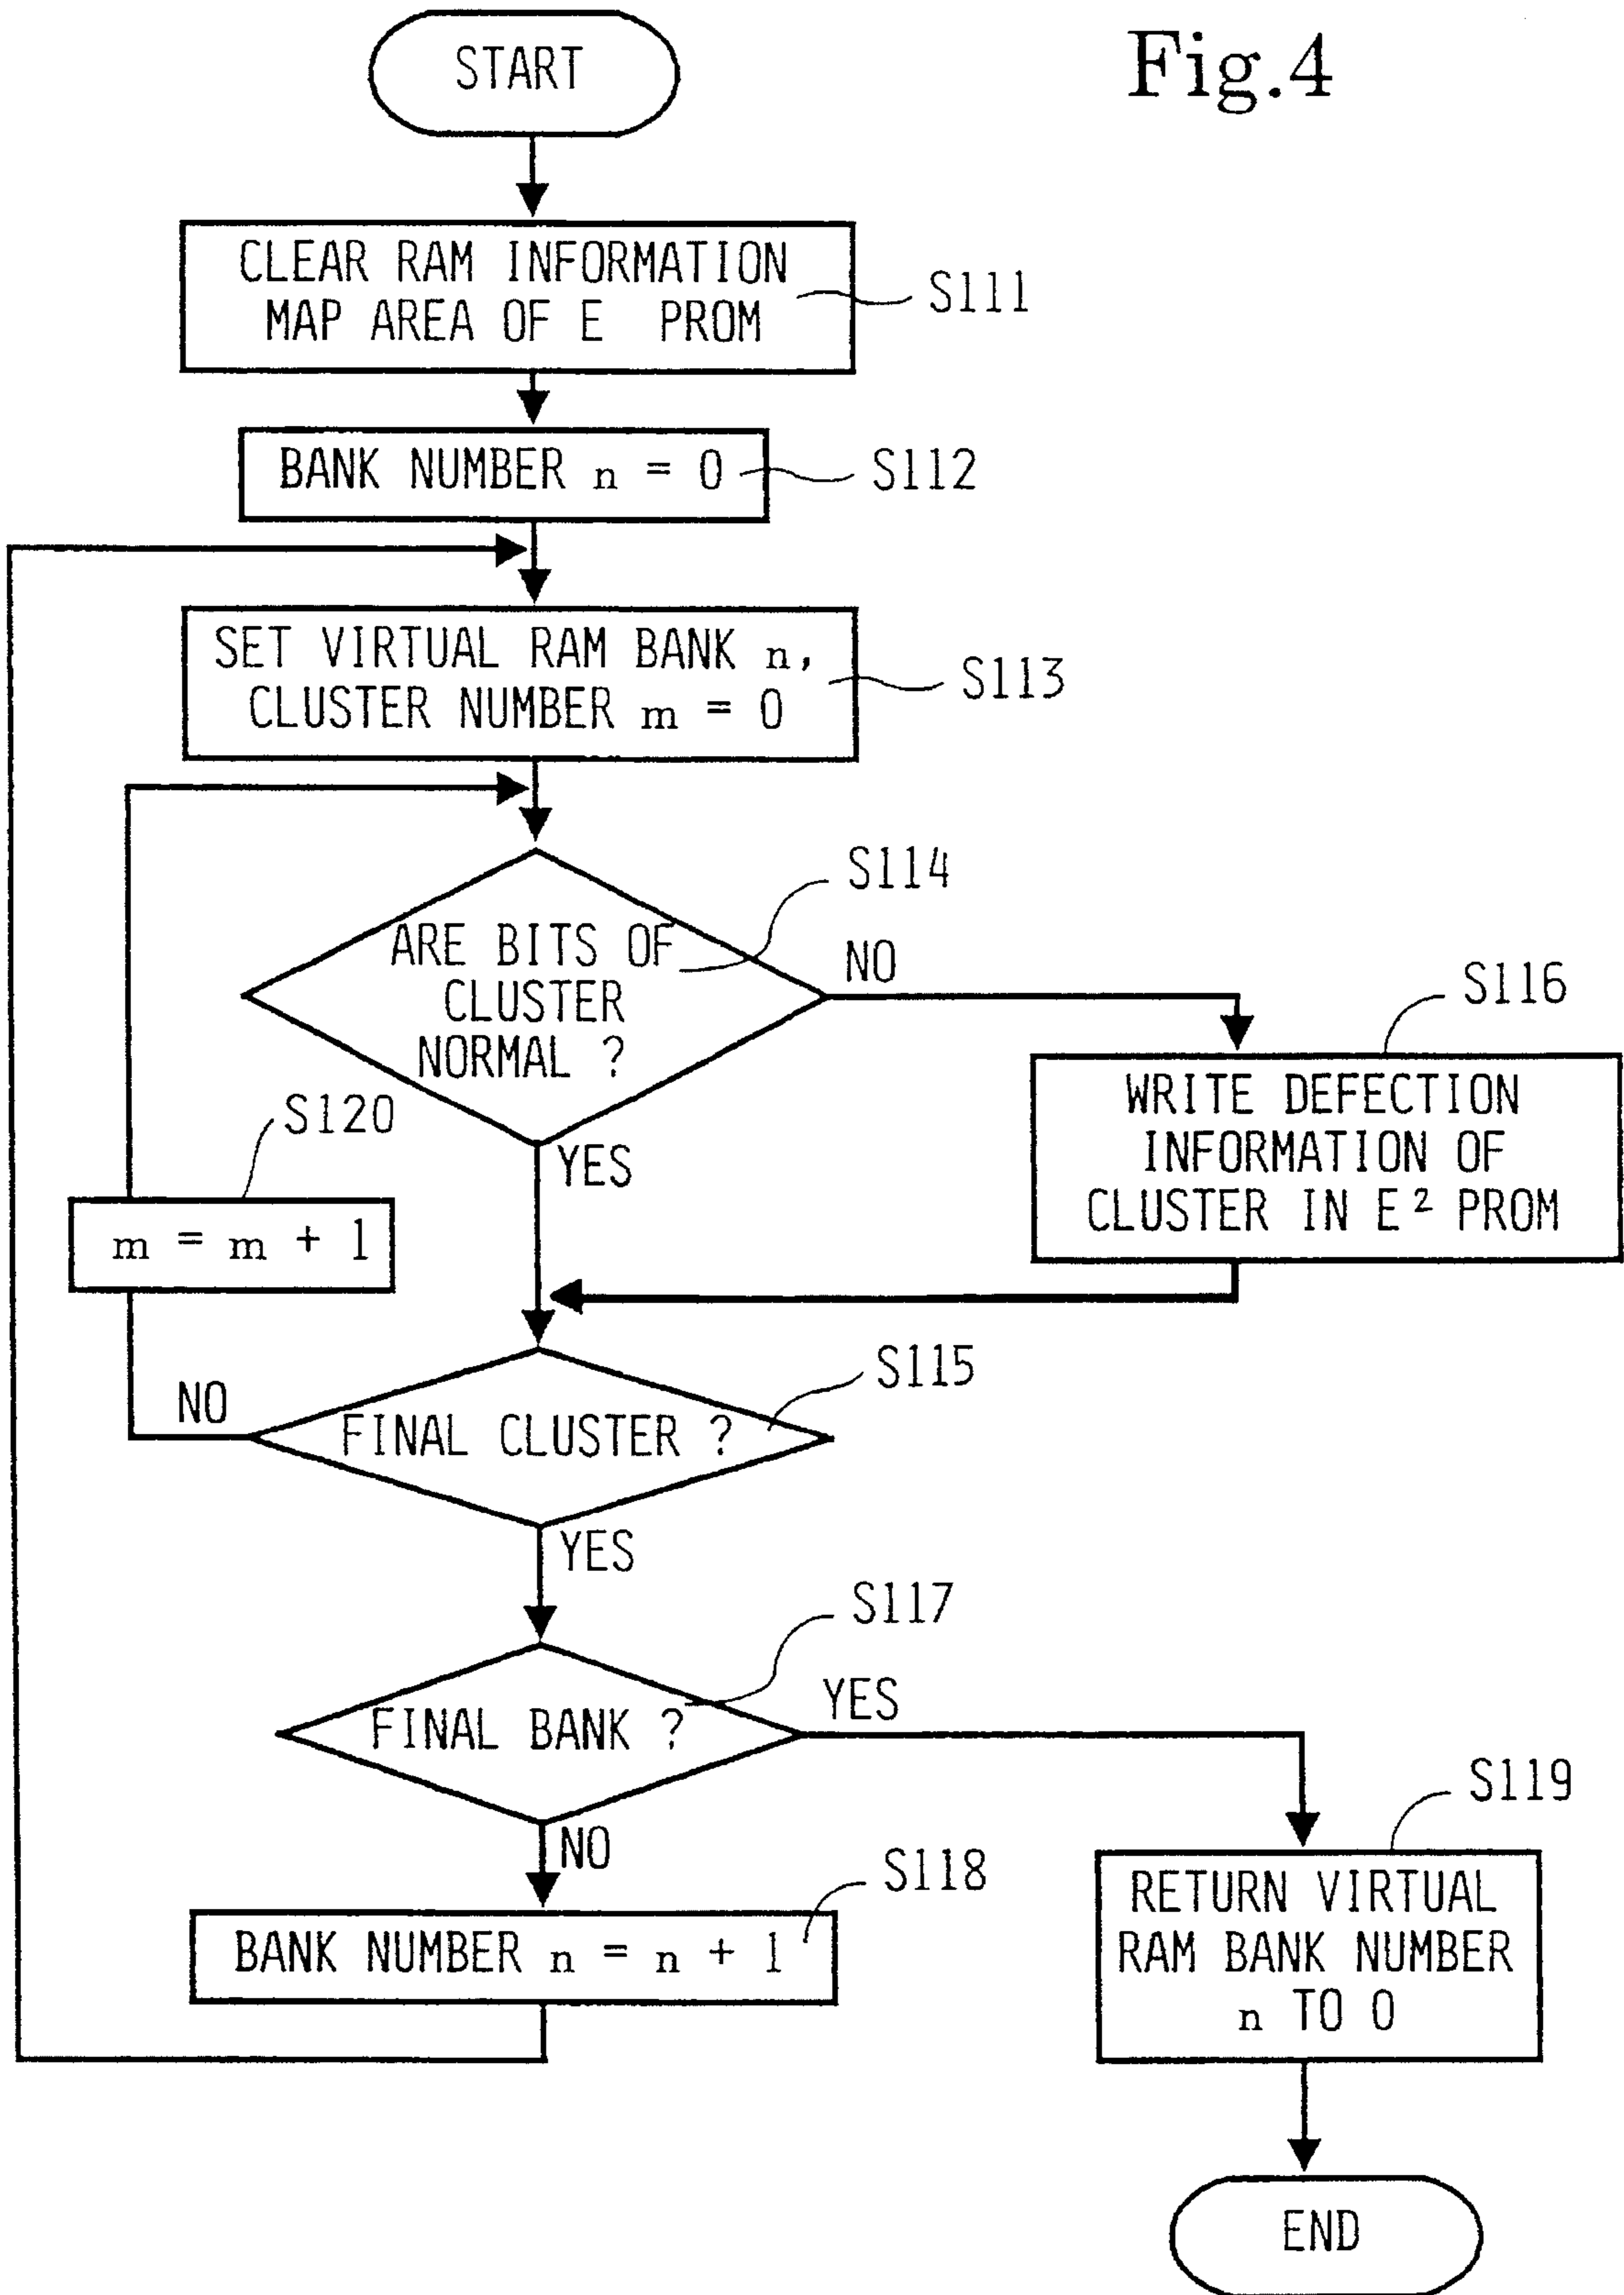 Fig.4
START
CLEAR RAM INFORMATION
MAP AREA OF E PROM
S111
BANK NUMBER n = 0
S112
SET VIRTUAL RAM BANK n,
CLUSTER NUMBER m = 0
S113
S114
ARE BITS OF
CLUSTER
NORMAL ?
NO
YES
S116
WRITE DEFECTION
INFORMATION OF
CLUSTER IN E² PROM
S120
m = m + 1
S115
NO
FINAL CLUSTER ?
YES
S117
FINAL BANK ?
YES
NO
S119
RETURN VIRTUAL
RAM BANK NUMBER
n TO 0
S118
BANK NUMBER n = n + 1
END